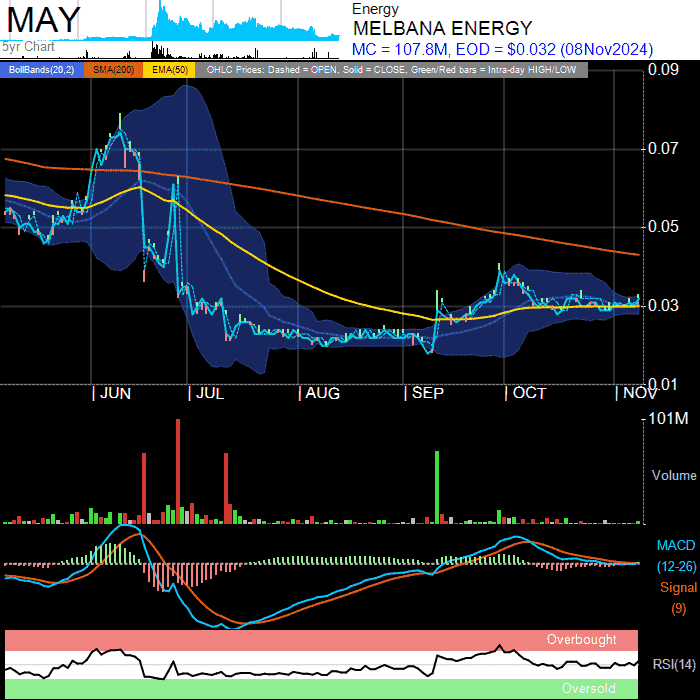 MAY
5yr Chart
Energy
MELBANA ENERGY
MC = 107.8M, EOD = $0.032 (08Nov2024)
BollBands(20,2) SMA(200) EMA(50) OHLC Prices: Dashed = OPEN, Solid = CLOSE, Green/Red bars = Intra-day HIGH/LOW
0.09
0.07
0.05
0.03
0.01
| JUN | JUL | AUG | SEP | OCT | NOV
101M
Volume
MACD
(12-26)
Signal
(9)
Overbought
RSI(14)
Oversold